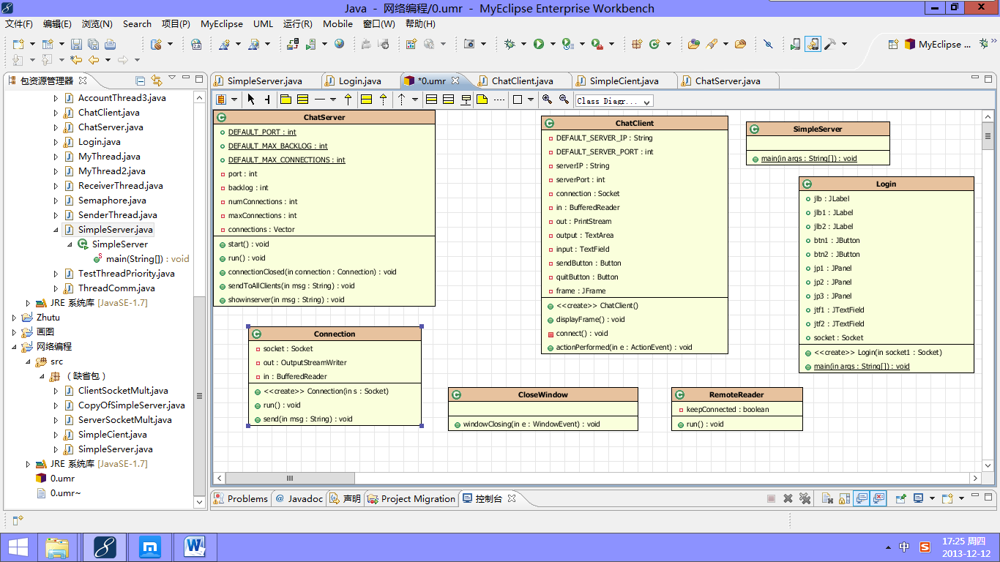 Java - 网络编程/0.umr - MyEclipse Enterprise Workbench
文件(F) 编辑(E) 浏览(N) Search 项目(P) MyEclipse UML 运行(R) Mobile 窗口(W) 帮助(H)
MyEclipse ...
包资源管理器
AccountThread3.java
ChatClient.java
ChatServer.java
Login.java
MyThread.java
MyThread2.java
ReceiverThread.java
Semaphore.java
SenderThread.java
SimpleServer.java
SimpleServer
main(String[]) : void
TestThreadPriority.java
ThreadComm.java
JRE 系统库 [JavaSE-1.7]
Zhutu
画图
网络编程
src
（缺省包）
ClientSocketMult.java
CopyOfSimpleServer.java
ServerSocketMult.java
SimpleCient.java
SimpleServer.java
JRE 系统库 [JavaSE-1.7]
0.umr
0.umr~
SimpleServer.java Login.java *0.umr ChatClient.java SimpleCient.java ChatServer.java
Class Diagr...
ChatServer
DEFAULT_PORT : int
DEFAULT_MAX_BACKLOG : int
DEFAULT_MAX_CONNECTIONS : int
port : int
backlog : int
numConnections : int
maxConnections : int
connections : Vector
start() : void
run() : void
connectionClosed(in connection : Connection) : void
sendToAllClients(in msg : String) : void
showinserver(in msg : String) : void
Connection
socket : Socket
out : OutputStreamWriter
in : BufferedReader
<<create>> Connection(in s : Socket)
run() : void
send(in msg : String) : void
ChatClient
DEFAULT_SERVER_IP : String
DEFAULT_SERVER_PORT : int
serverIP : String
serverPort : int
connection : Socket
in : BufferedReader
out : PrintStream
output : TextArea
input : TextField
sendButton : Button
quitButton : Button
frame : JFrame
<<create>> ChatClient()
displayFrame() : void
connect() : void
actionPerformed(in e : ActionEvent) : void
SimpleServer
main(in args : String[]) : void
Login
jlb : JLabel
jlb1 : JLabel
jlb2 : JLabel
btn1 : JButton
btn2 : JButton
jp1 : JPanel
jp2 : JPanel
jp3 : JPanel
jtf1 : JTextField
jtf2 : JTextField
socket : Socket
<<create>> Login(in socket1 : Socket)
main(in args : String[]) : void
CloseWindow
windowClosing(in e : WindowEvent) : void
RemoteReader
keepConnected : boolean
run() : void
Problems @ Javadoc 声明 Project Migration 控制台
中
17:25 周四
2013-12-12